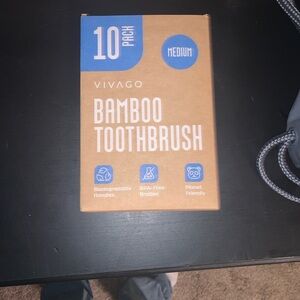 10 PACK
MEDIUM
VIVAGO
BAMBOO
TOOTHBRUSH
Biodegradable
Handles
BPA-Free
Bristles
Planet
Friendly